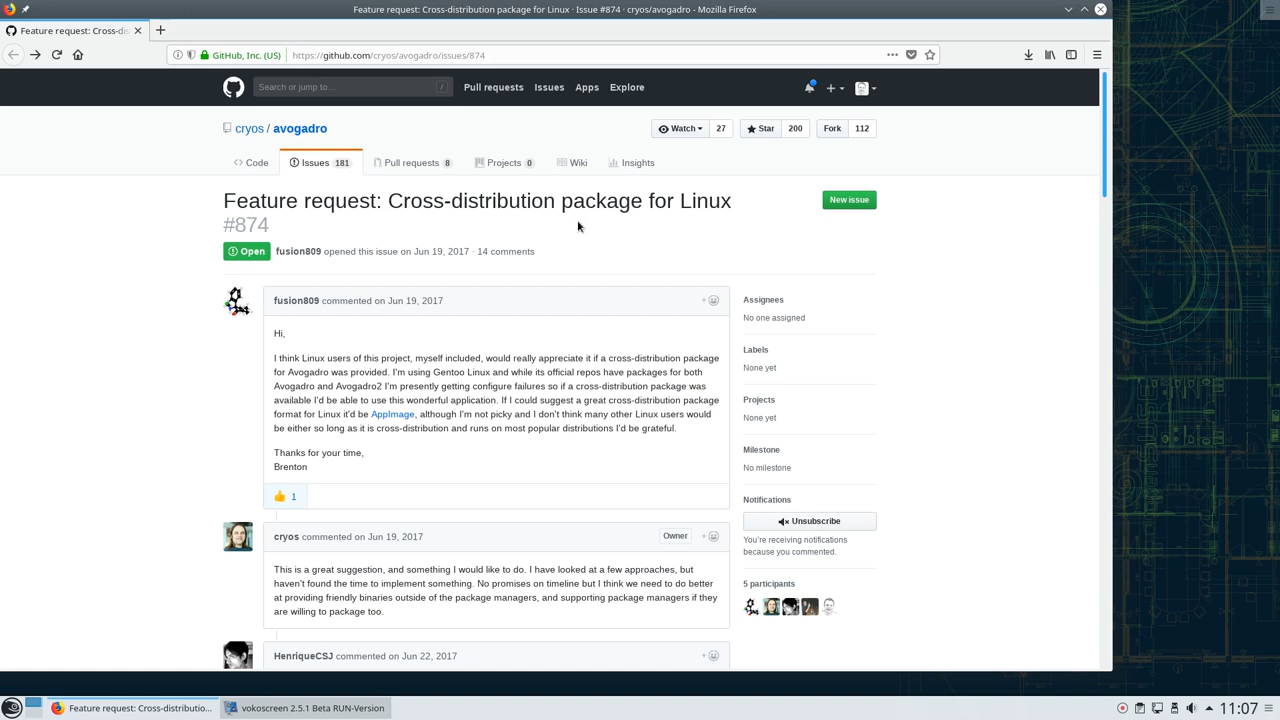 Feature request: Cross-distribution package for Linux · Issue #874 · cryos/avogadro - Mozilla Firefox
Feature request: Cross-dis
GitHub, Inc. (US)
https://github.com/cryos/avogadro/issues/874
Search or jump to...
/
Pull requests
Issues
Apps
Explore
cryos / avogadro
Watch
27
Star
200
Fork
112
Code
Issues 181
Pull requests 8
Projects 0
Wiki
Insights
Feature request: Cross-distribution package for Linux
#874
New issue
Open
fusion809 opened this issue on Jun 19, 2017 · 14 comments
fusion809 commented on Jun 19, 2017
Hi,
I think Linux users of this project, myself included, would really appreciate it if a cross-distribution package
for Avogadro was provided. I'm using Gentoo Linux and while its official repos have packages for both
Avogadro and Avogadro2 I'm presently getting configure failures so if a cross-distribution package was
available I'd be able to use this wonderful application. If I could suggest a great cross-distribution package
format for Linux it'd be AppImage, although I'm not picky and I don't think many other Linux users would
be either so long as it is cross-distribution and runs on most popular distributions I'd be grateful.
Thanks for your time,
Brenton
1
cryos commented on Jun 19, 2017
Owner
This is a great suggestion, and something I would like to do. I have looked at a few approaches, but
haven't found the time to implement something. No promises on timeline but I think we need to do better
at providing friendly binaries outside of the package managers, and supporting package managers if they
are willing to package too.
HenriqueCSJ commented on Jun 22, 2017
Assignees
No one assigned
Labels
None yet
Projects
None yet
Milestone
No milestone
Notifications
Unsubscribe
You're receiving notifications
because you commented.
5 participants
Feature request: Cross-distributio...
vokoscreen 2.5.1 Beta RUN-Version
11:07